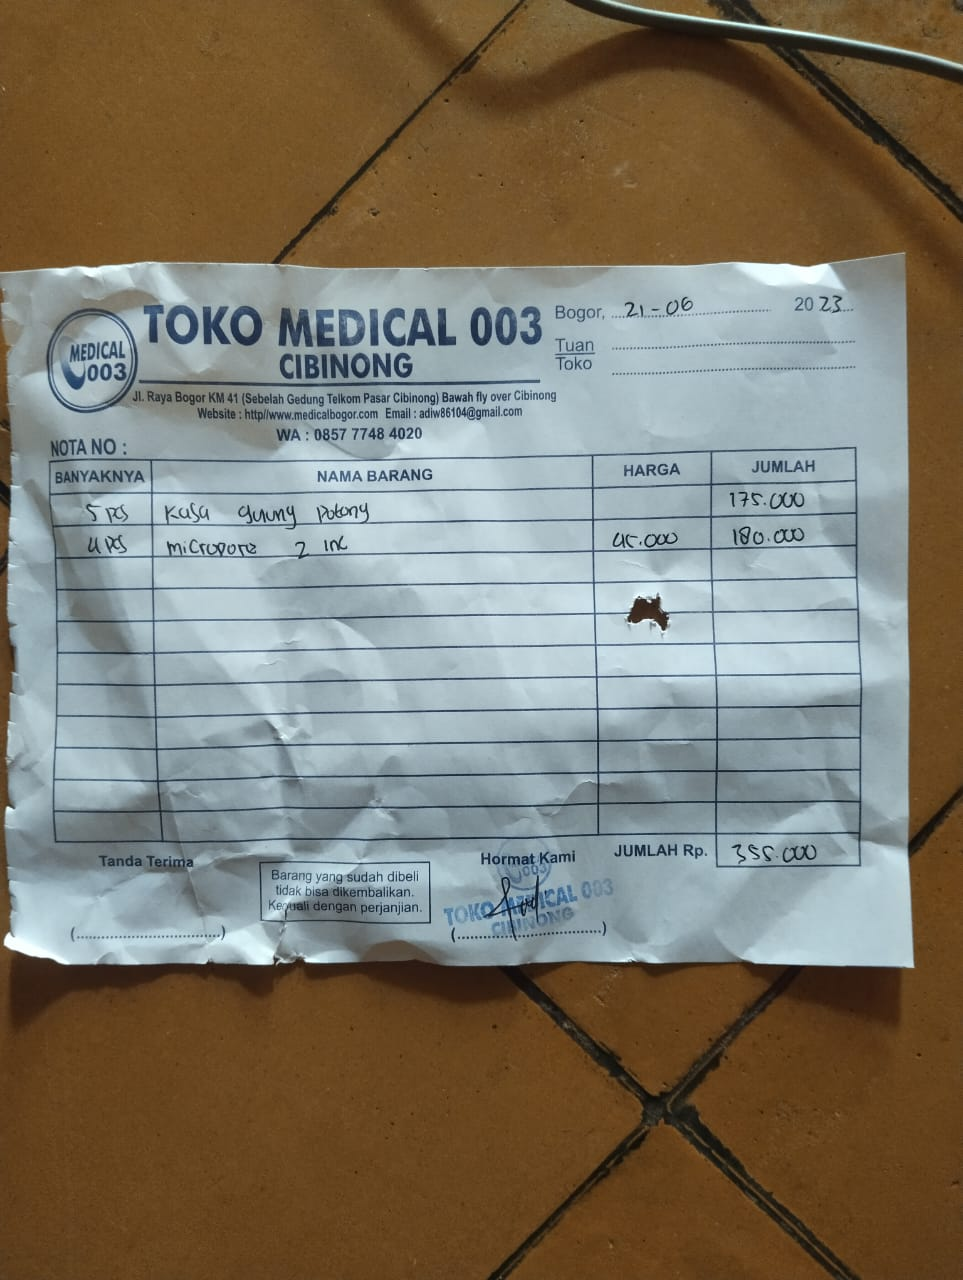 TOKO MEDICAL 003
CIBINONG
MEDICAL
003
Jl. Raya Bogor KM 41 (Sebelah Gedung Telkom Pasar Cibinong) Bawah fly over Cibinong
Website : http//www.medicalbogor.com Email : adiw86104@gmail.com
WA : 0857 7748 4020
Bogor, 21-06 2023
Tuan
Toko
NOTA NO :
BANYAKNYA NAMA BARANG HARGA JUMLAH
5 pcs Kasa gulung potong 175.000
4 pcs micropore 2 inc 45.000 180.000
JUMLAH Rp. 355.000
Tanda Terima
Barang yang sudah dibeli
tidak bisa dikembalikan.
Kecuali dengan perjanjian.
Hormat Kami
003
TOKO MEDICAL 003
CIBINONG